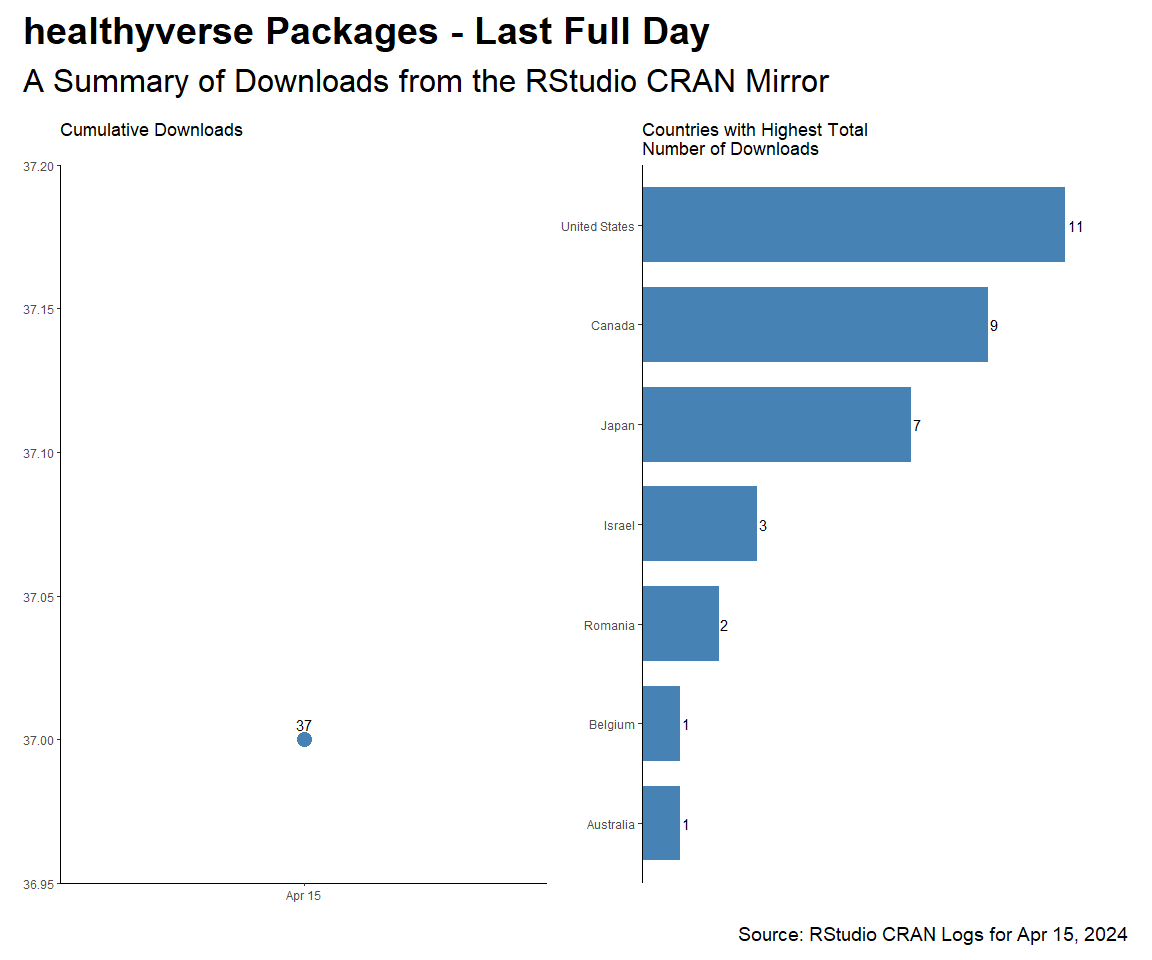 healthyverse Packages - Last Full Day
A Summary of Downloads from the RStudio CRAN Mirror
Cumulative Downloads
37.20
37.15
37.10
37.05
37.00
36.95
37
Apr 15
Countries with Highest Total
Number of Downloads
United States 11
Canada 9
Japan 7
Israel 3
Romania 2
Belgium 1
Australia 1
Source: RStudio CRAN Logs for Apr 15, 2024